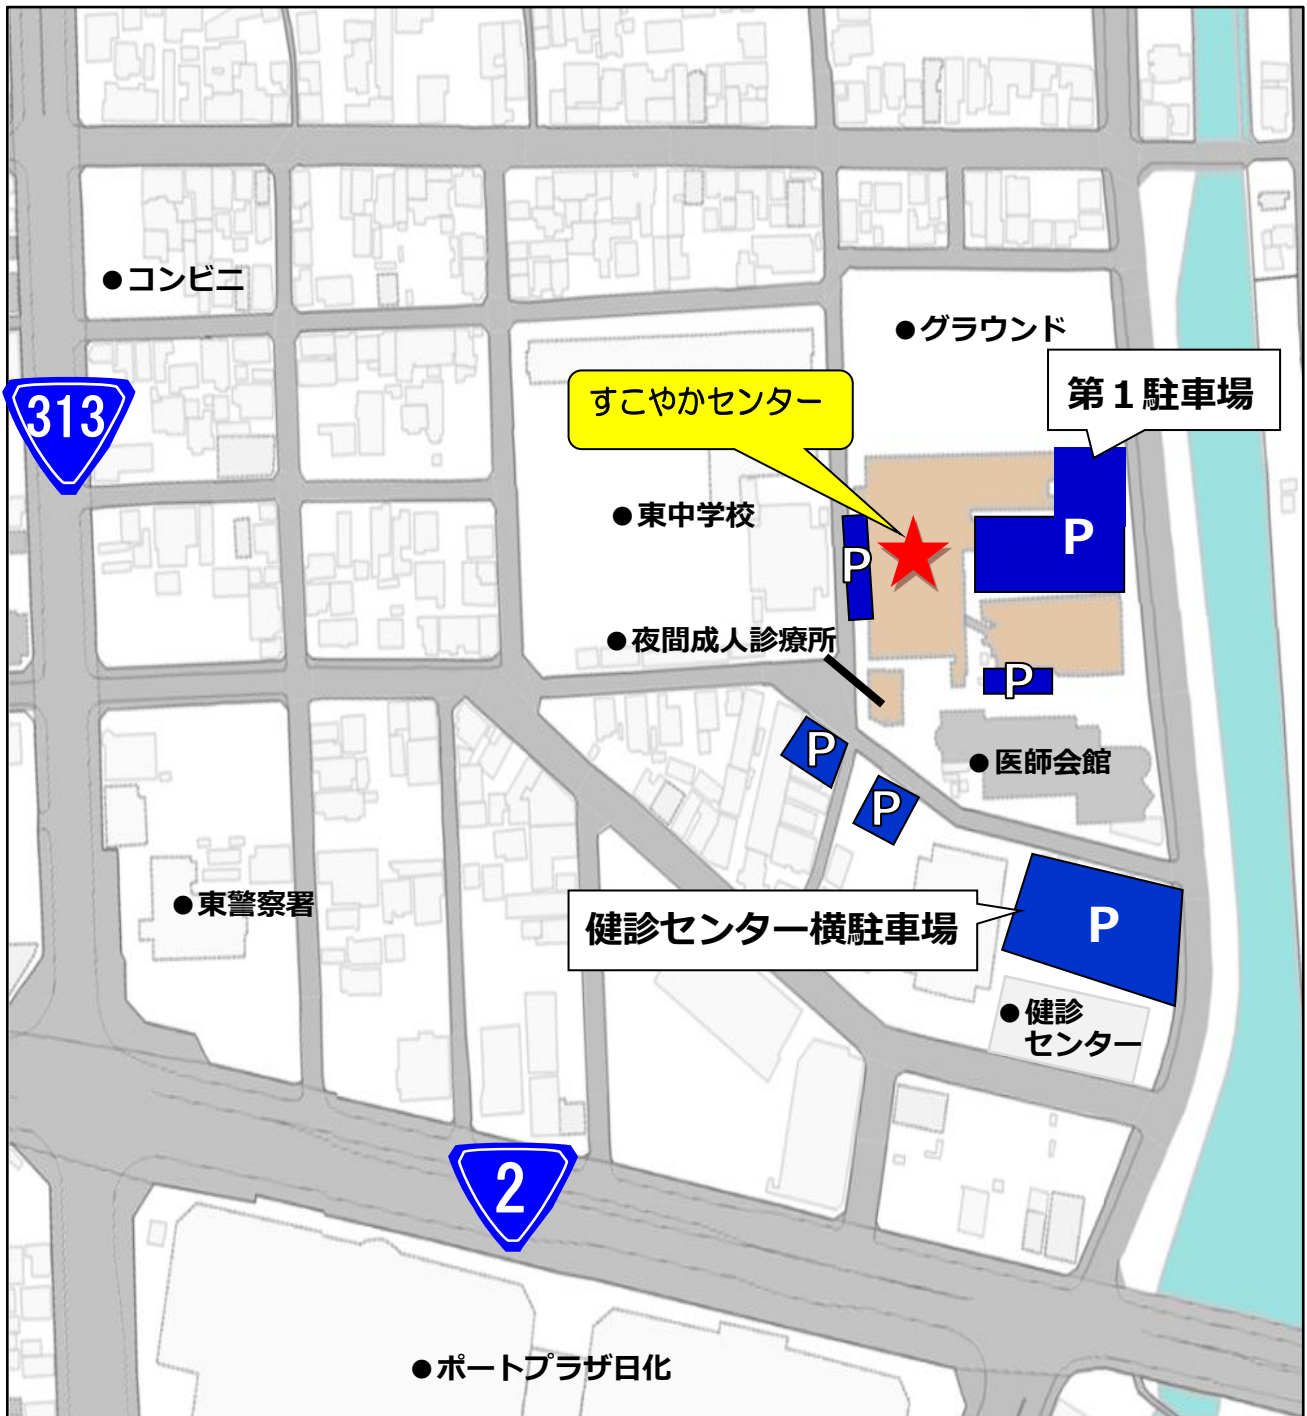 ●コンビニ
●グラウンド
第１駐車場
313
すこやかセンター
●東中学校
P
P
●夜間成人診療所
P
P
●医師会館
P
●東警察署
健診センター横駐車場
P
●健診
センター
2
●ポートプラザ日化